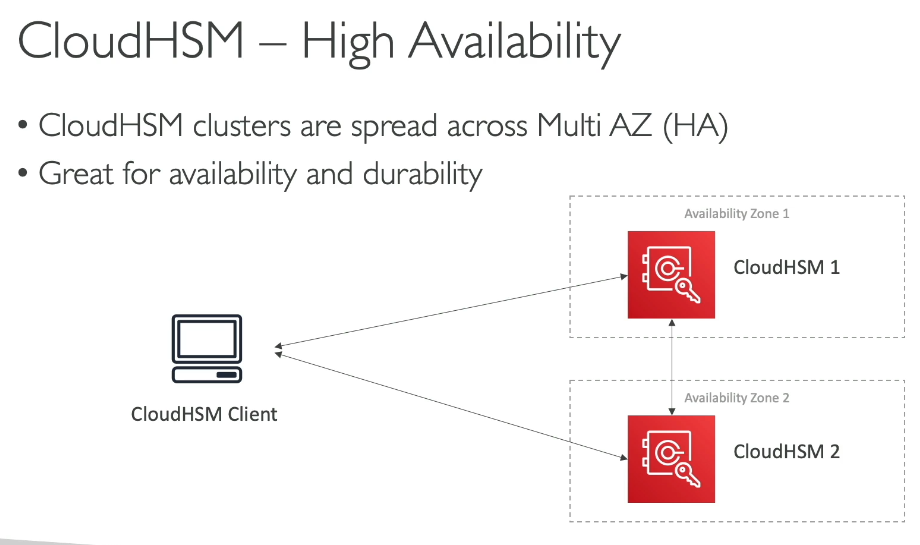 CloudHSM – High Availability
• CloudHSM clusters are spread across Multi AZ (HA)
• Great for availability and durability
Availability Zone 1
CloudHSM 1
CloudHSM Client
Availability Zone 2
CloudHSM 2